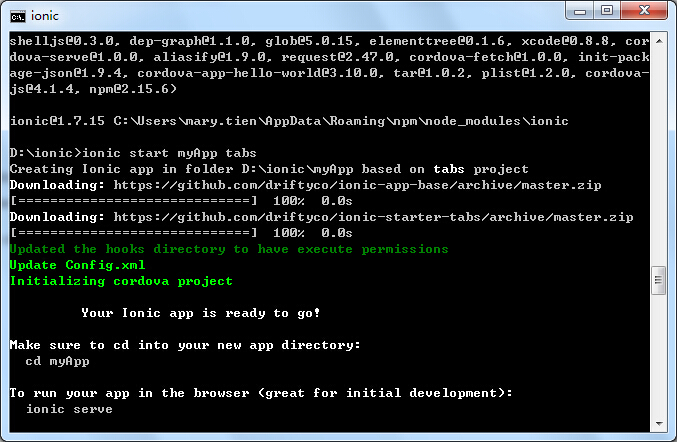 ionic
shelljs@0.3.0, dep-graph@1.1.0, glob@5.0.15, elementtree@0.1.6, xcode@0.8.8, cor
dova-serve@1.0.0, aliasify@1.9.0, request@2.47.0, cordova-fetch@1.0.0, init-pack
age-json@1.9.4, cordova-app-hello-world@3.10.0, tar@1.0.2, plist@1.2.0, cordova-
js@4.1.4, npm@2.15.6)
ionic@1.7.15 C:\Users\mary.tien\AppData\Roaming\npm\node_modules\ionic
D:\ionic>ionic start myApp tabs
Creating Ionic app in folder D:\ionic\myApp based on tabs project
Downloading: https://github.com/driftyco/ionic-app-base/archive/master.zip
[=============================]  100%  0.0s
Downloading: https://github.com/driftyco/ionic-starter-tabs/archive/master.zip
[=============================]  100%  0.0s
Updated the hooks directory to have execute permissions
Update Config.xml
Initializing cordova project
Your Ionic app is ready to go!
Make sure to cd into your new app directory:
cd myApp
To run your app in the browser (great for initial development):
ionic serve